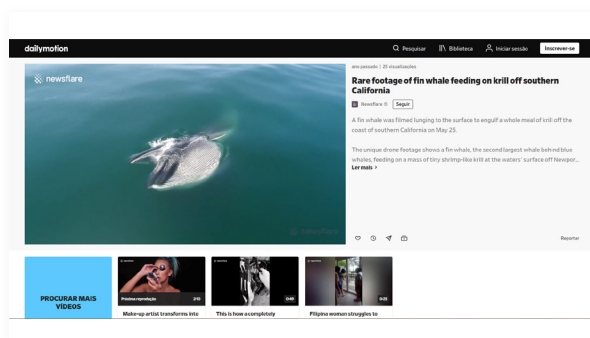 dailymotion
Pesquisar
Biblioteca
Iniciar sessão
Inscrever-se
newsflare
ano passado | 25 visualizações
Rare footage of fin whale feeding on krill off southern
California
Newsflare
Seguir
A fin whale was filmed lunging to the surface to engulf a whole meal of krill off the
coast of southern California on May 25.
The unique drone footage shows a fin whale, the second largest whale behind blue
whales, feeding on a mass of tiny shrimp-like krill at the waters' surface off Newpor...
Ler mais >
newsflare
Reportar
PROCURAR MAIS
VÍDEOS
Próxima reprodução
2:13
Make-up artist transforms into
0:49
This is how a completely
0:22
Filipina woman struggles to